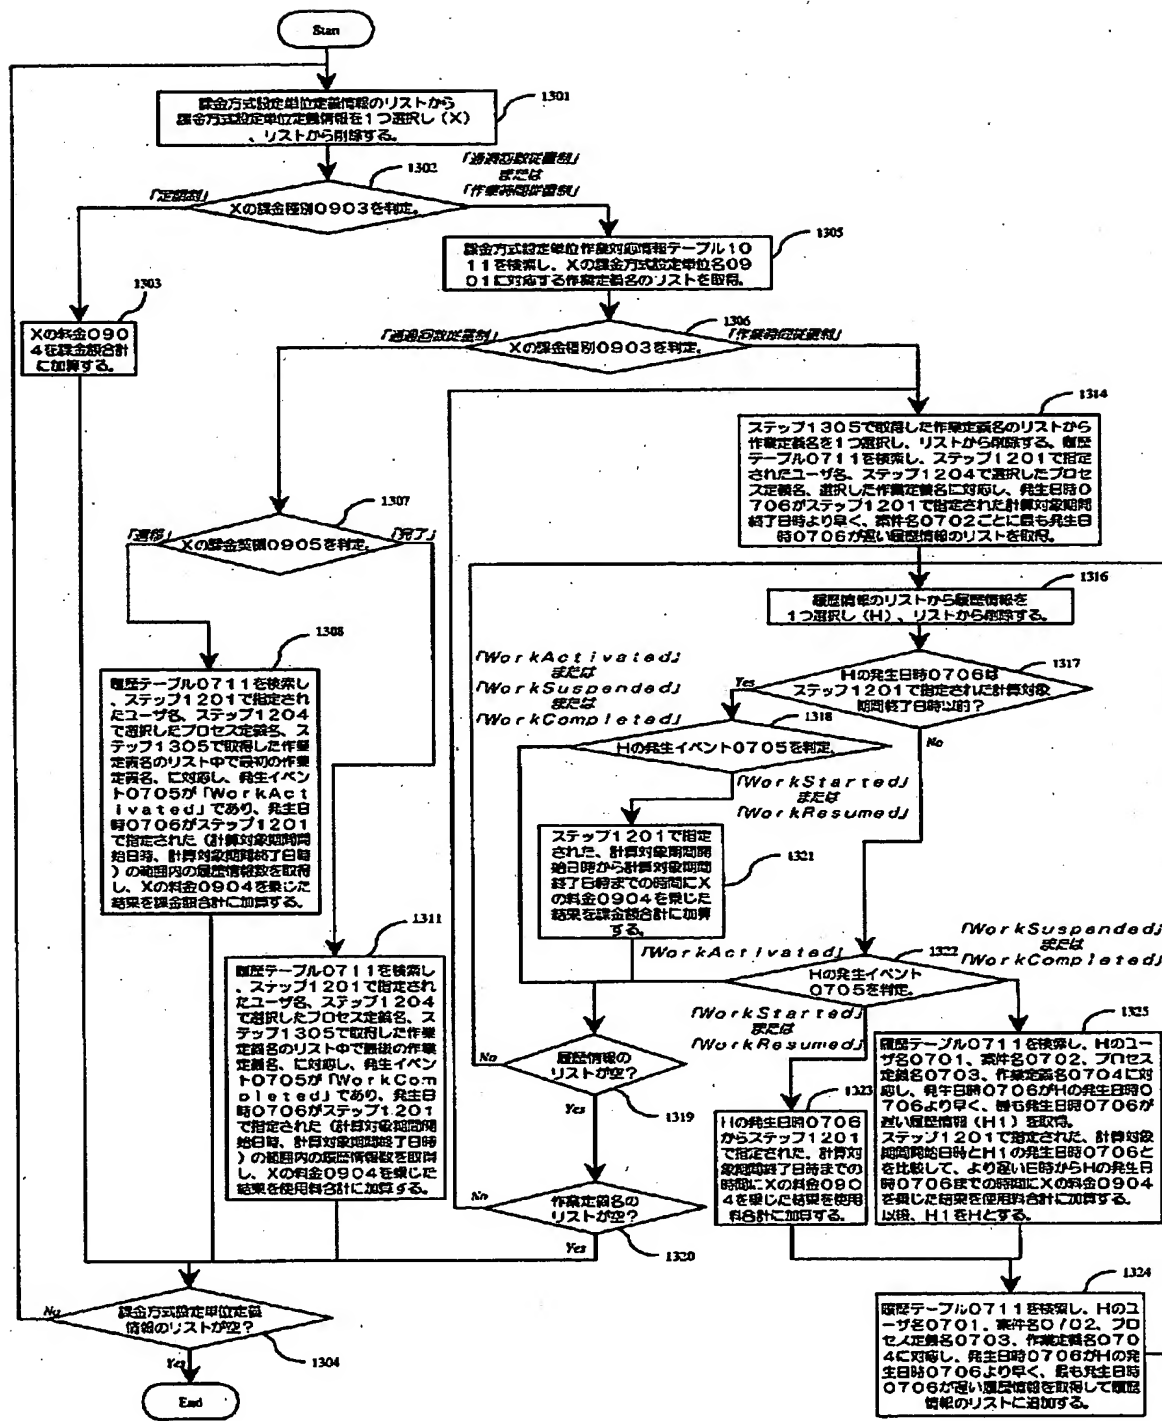 Start
1301
課金方式設定単位定義情報のリストから
課金方式設定単位定義情報を1つ選択し(X)
、リストから削除する。
1302
「定額制」
「通過回数従量制」
または
「作業時間従量制」
Xの課金種別0903を判定。
1305
課金方式設定単位作業対応情報テーブル10
11を検索し、Xの課金方式設定単位名09
01に対応する作業定義名のリストを取得。
1303
Xの料金090
4を課金額合計
に加算する。
1306
「通過回数従量制」
「作業時間従量制」
Xの課金種別0903を判定。
1314
ステップ1305で取得した作業定義名のリストから
作業定義名を1つ選択し、リストから削除する。履歴
テーブル0711を検索し、ステップ1201で指定
されたユーザ名、ステップ1204で選択したプロセ
ス定義名、選択した作業定義名に対応し、発生日時0
706がステップ1201で指定された計算対象期間
終了日時より早く、案件名0702ごとに最も発生日
時0706が遅い履歴情報のリストを取得。
1307
「遷移」
「完了」
Xの課金契機0905を判定。
1316
履歴情報のリストから履歴情報を
1つ選択し(H)、リストから削除する。
1308
履歴テーブル0711を検索し
、ステップ1201で指定され
たユーザ名、ステップ1204
で選択したプロセス定義名、ス
テップ1305で取得した作業
定義名のリスト中で最初の作業
定義名、に対応し、発生イベン
ト0705が「WorkAct
ivated」であり、発生日
時0706がステップ1201
で指定された(計算対象期間開
始日時、計算対象期間終了日時
)の範囲内の履歴情報数を取得
し、Xの料金0904を乗じた
結果を課金額合計に加算する。
1317
Hの発生日時0706は
ステップ1201で指定された計算対象
期間終了日時以前?
Yes
No
「WorkActivated」
または
「WorkSuspended」
または
「WorkCompleted」
1318
Hの発生イベント0705を判定。
「WorkStarted」
または
「WorkResumed」
1321
ステップ1201で指定
された、計算対象期間開
始日時から計算対象期間
終了日時までの時間にX
の料金0904を乗じた
結果を課金額合計に加算
する。
1311
履歴テーブル0711を検索し
、ステップ1201で指定され
たユーザ名、ステップ1204
で選択したプロセス定義名、ス
テップ1305で取得した作業
定義名のリスト中で最後の作業
定義名、に対応し、発生イベン
ト0705が「WorkCom
pleted」であり、発生日
時0706がステップ1201
で指定された(計算対象期間開
始日時、計算対象期間終了日時
)の範囲内の履歴情報数を取得
し、Xの料金0904を乗じた
結果を使用料合計に加算する。
「WorkActivated」
1322
「WorkSuspended」
または
「WorkCompleted」
Hの発生イベント
0705を判定。
「WorkStarted」
または
「WorkResumed」
1325
履歴テーブル0711を検索し、Hのユー
ザ名0701、案件名0702、プロセス
定義名0703、作業定義名0704に対
応し、発生日時0706がHの発生日時0
706より早く、最も発生日時0706が
遅い履歴情報(H1)を取得。
ステップ1201で指定された、計算対象
期間開始日時とH1の発生日時0706と
を比較して、より遅い日時からHの発生日
時0706までの時間にXの料金0904
を乗じた結果を使用料合計に加算する。
以後、H1をHとする。
履歴情報の
リストが空?
No
1319
Yes
1323
Hの発生日時0706
からステップ1201
で指定された、計算対
象期間終了日時までの
時間にXの料金090
4を乗じた結果を使用
料合計に加算する。
No
作業定義名の
リストが空?
Yes
1320
1324
履歴テーブル0711を検索し、Hのユ
ーザ名0701、案件名0702、プロ
セス定義名0703、作業定義名070
4に対応し、発生日時0706がHの発
生日時0706より早く、最も発生日時
0706が遅い履歴情報を取得して履歴
情報のリストに追加する。
No
課金方式設定単位定義
情報のリストが空?
1304
Yes
End